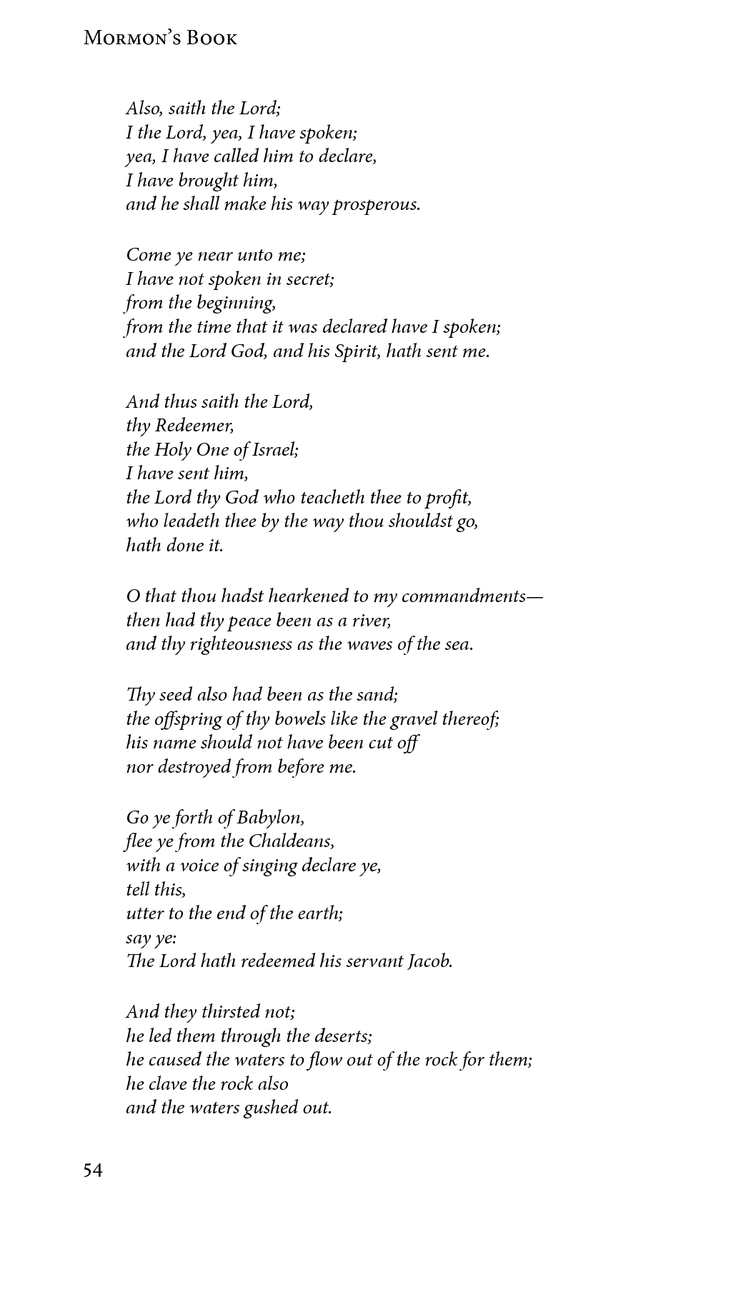 Mormon's Book
Also, saith the Lord;
I the Lord, yea, I have spoken;
yea, I have called him to declare,
I have brought him,
and he shall make his way prosperous.
Come ye near unto me;
I have not spoken in secret;
from the beginning,
from the time that it was declared have I spoken;
and the Lord God, and his Spirit, hath sent me.
And thus saith the Lord,
thy Redeemer,
the Holy One of Israel;
I have sent him,
the Lord thy God who teacheth thee to profit,
who leadeth thee by the way thou shouldst go,
hath done it.
O that thou hadst hearkened to my commandments—
then had thy peace been as a river,
and thy righteousness as the waves of the sea.
Thy seed also had been as the sand;
the offspring of thy bowels like the gravel thereof;
his name should not have been cut off
nor destroyed from before me.
Go ye forth of Babylon,
flee ye from the Chaldeans,
with a voice of singing declare ye,
tell this,
utter to the end of the earth;
say ye:
The Lord hath redeemed his servant Jacob.
And they thirsted not;
he led them through the deserts;
he caused the waters to flow out of the rock for them;
he clave the rock also
and the waters gushed out.
54